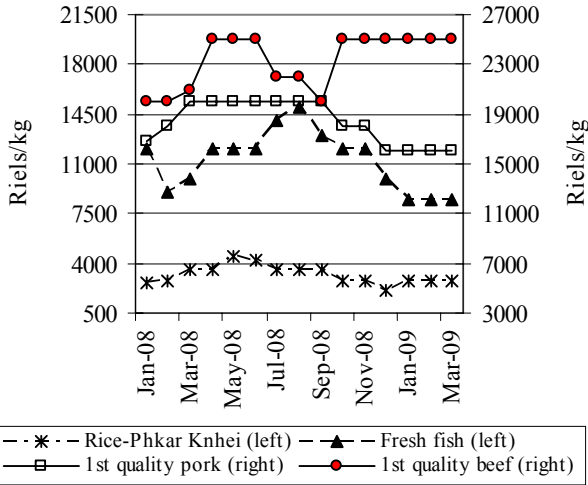 21500 27000
18000 23000
14500 19000
11000 15000
7500 11000
4000 7000
500 3000
Riels/kg
Riels/kg
Jan-08
Mar-08
May-08
Jul-08
Sep-08
Nov-08
Jan-09
Mar-09
Rice-Phkar Knhei (left) Fresh fish (left)
1st quality pork (right) 1st quality beef (right)